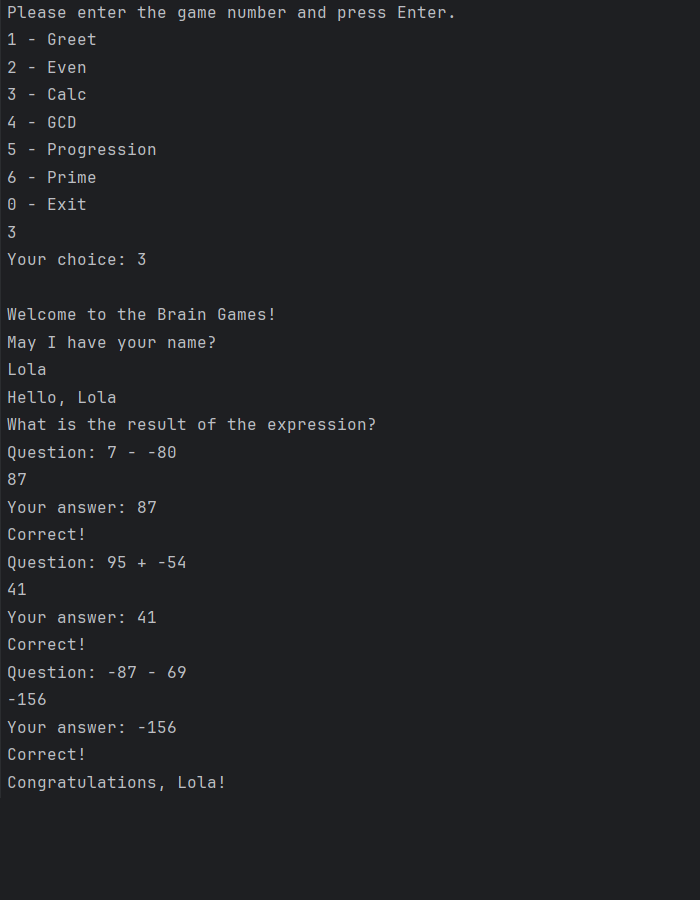 Please enter the game number and press Enter.
1 - Greet
2 - Even
3 - Calc
4 - GCD
5 - Progression
6 - Prime
0 - Exit
3
Your choice: 3
Welcome to the Brain Games!
May I have your name?
Lola
Hello, Lola
What is the result of the expression?
Question: 7 - -80
87
Your answer: 87
Correct!
Question: 95 + -54
41
Your answer: 41
Correct!
Question: -87 - 69
-156
Your answer: -156
Correct!
Congratulations, Lola!